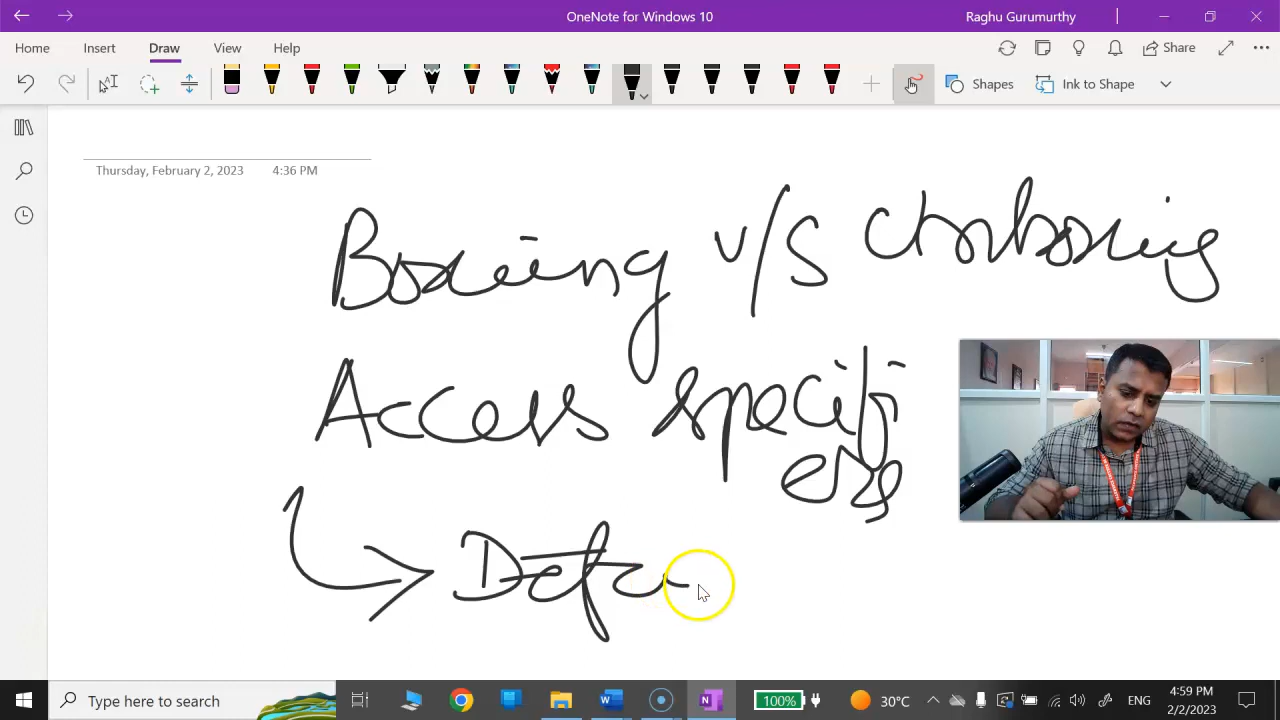 OneNote for Windows 10 Raghu Gurumurthy
Home Insert Draw View Help Share
Shapes Ink to Shape
Thursday, February 2, 2023 4:36 PM
Boxing v/s
Access specifi
ers
Defa
Type here to search 100% 30°C ENG 4:59 PM
2/2/2023